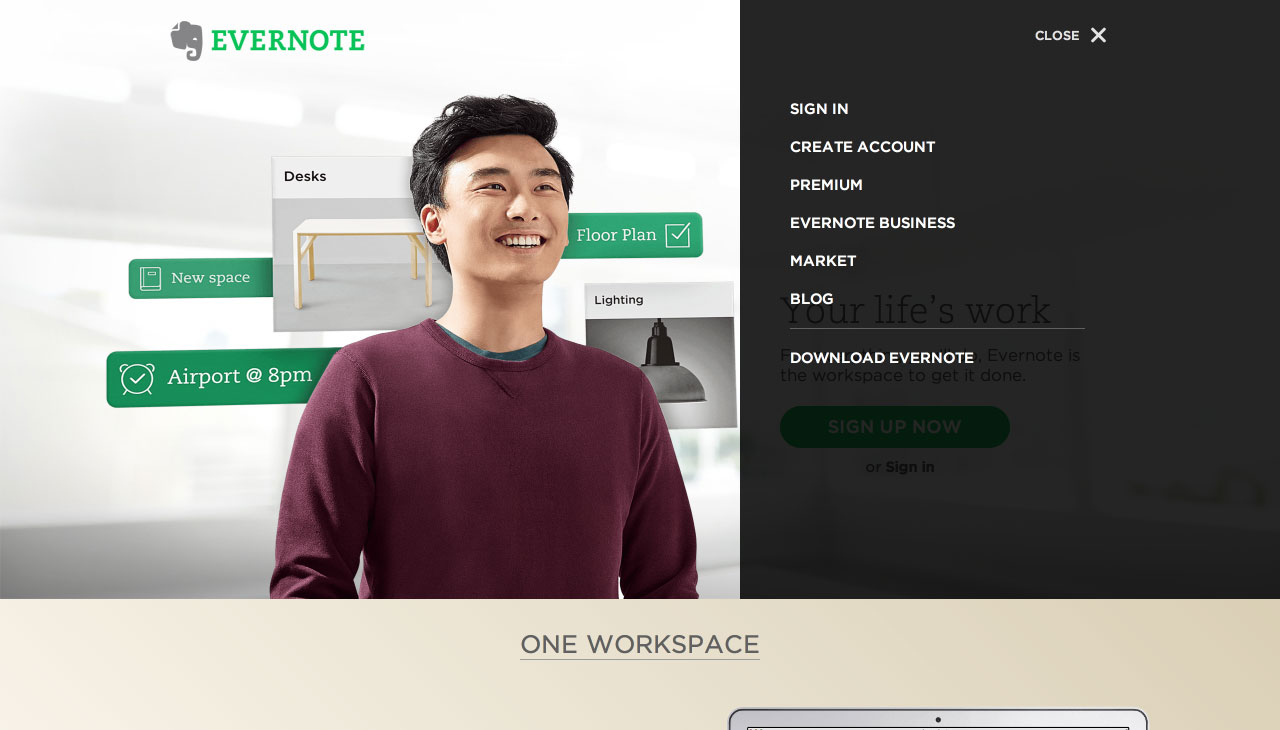 EVERNOTE
CLOSE
SIGN IN
CREATE ACCOUNT
PREMIUM
EVERNOTE BUSINESS
MARKET
BLOG
DOWNLOAD EVERNOTE
Desks
Floor Plan
New space
Lighting
Airport @ 8pm
Your life's work
Evernote is
the workspace to get it done.
SIGN UP NOW
or Sign in
ONE WORKSPACE